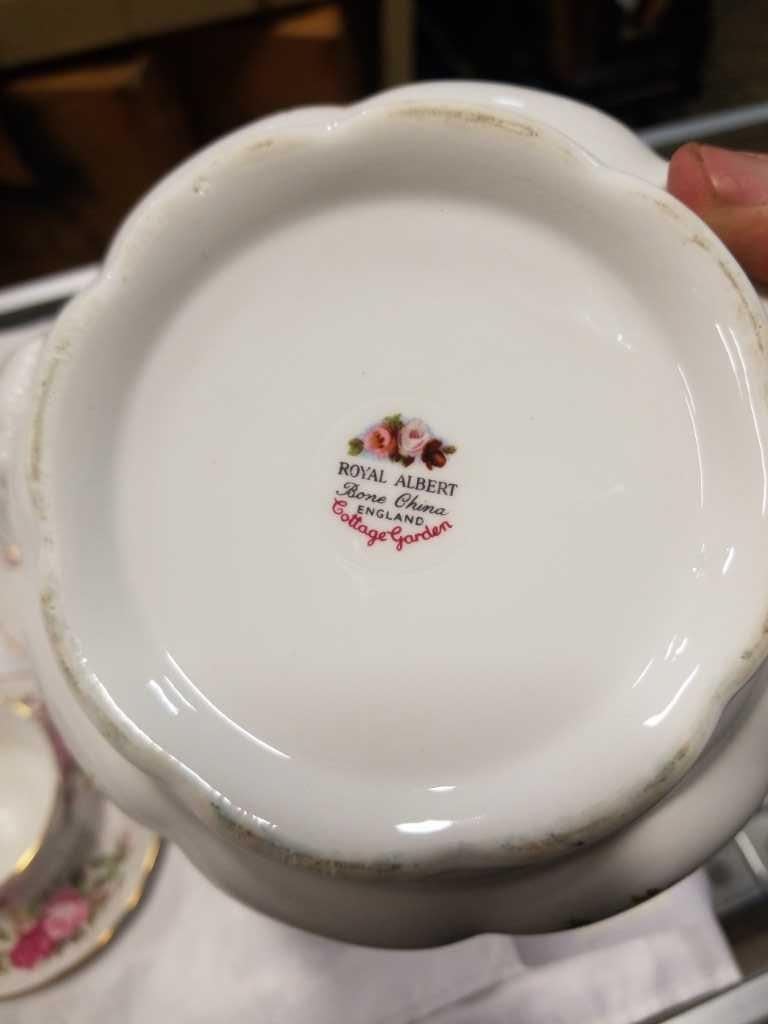 ROYAL ALBERT
Bone China
ENGLAND
Cottage Garden